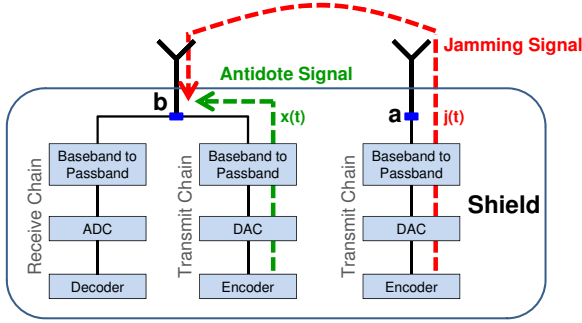 Jamming Signal
Antidote Signal
b
x(t)
a
j(t)
Receive Chain
Baseband to
Passband
ADC
Decoder
Transmit Chain
Baseband to
Passband
DAC
Encoder
Transmit Chain
Baseband to
Passband
DAC
Encoder
Shield